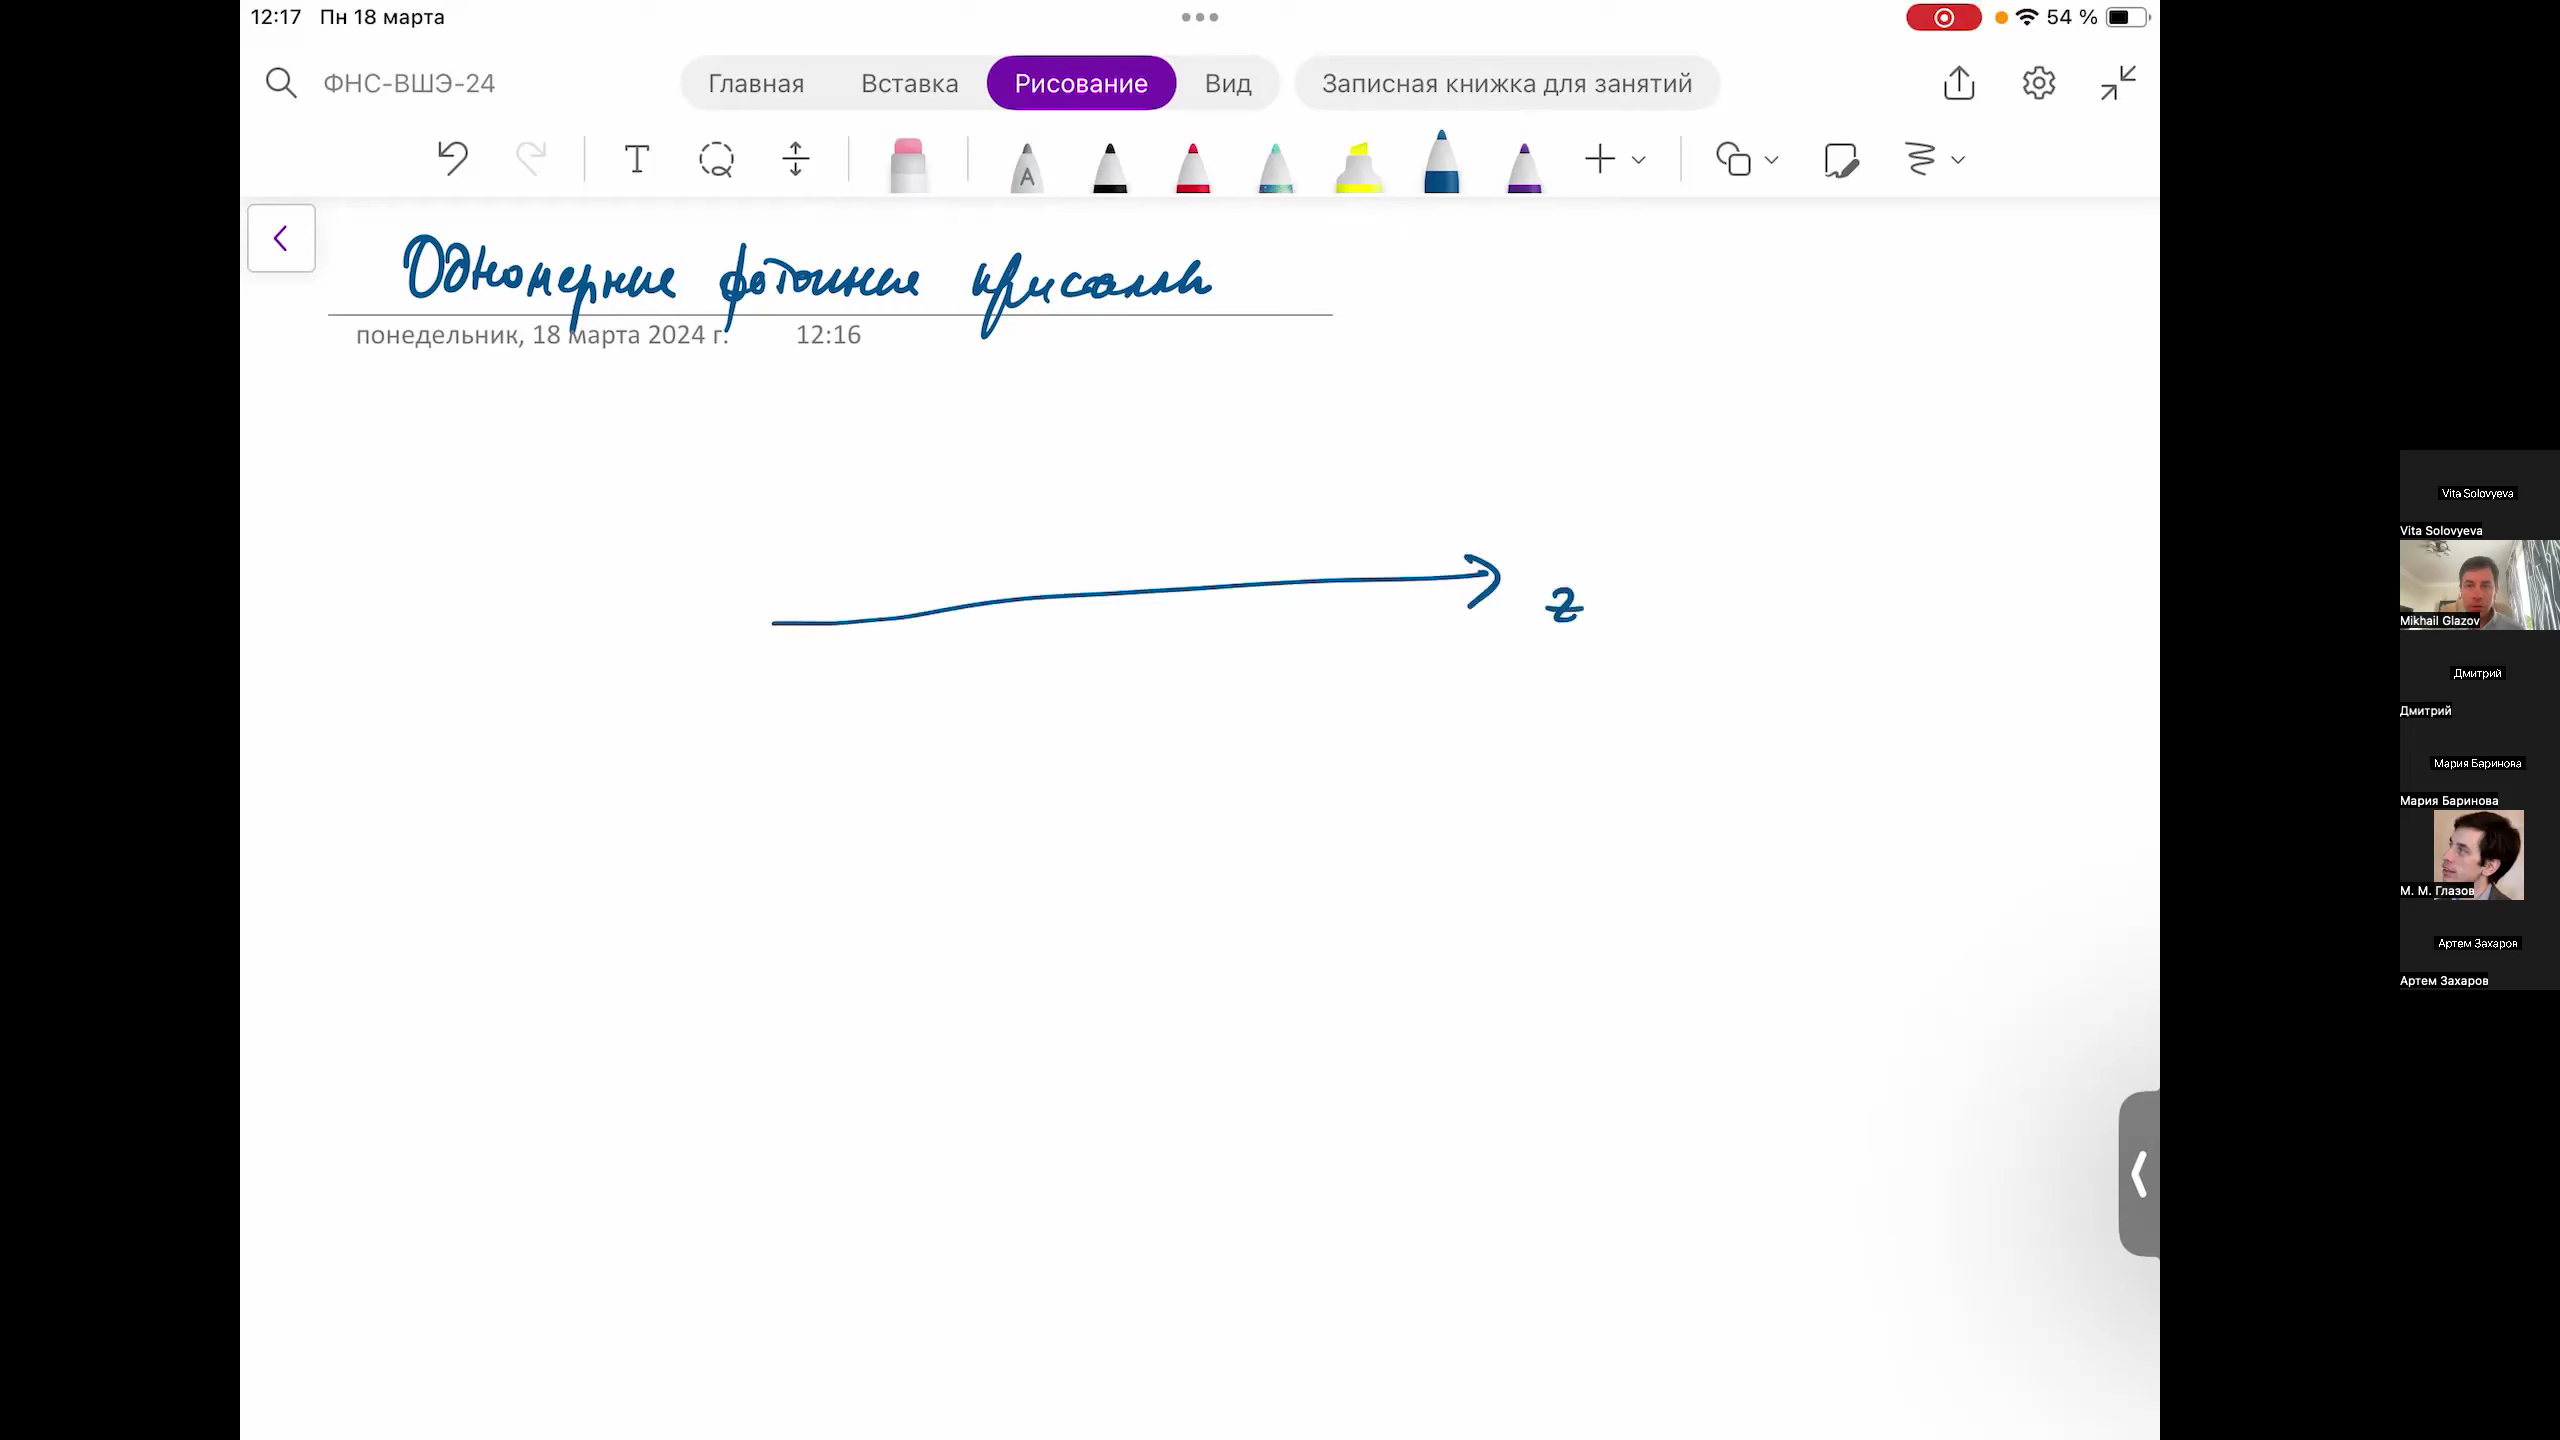 12:17 Пн 18 марта 54 %
ФНС-ВШЭ-24 Главная Вставка Рисование Вид Записная книжка для занятий
T A
Одномерные фотонные кристаллы
понедельник, 18 марта 2024 г. 12:16
z
Vita Solovyeva
Vita Solovyeva
Mikhail Glazov
Дмитрий
Дмитрий
Мария Баринова
Мария Баринова
М. М. Глазов
Артем Захаров
Артем Захаров